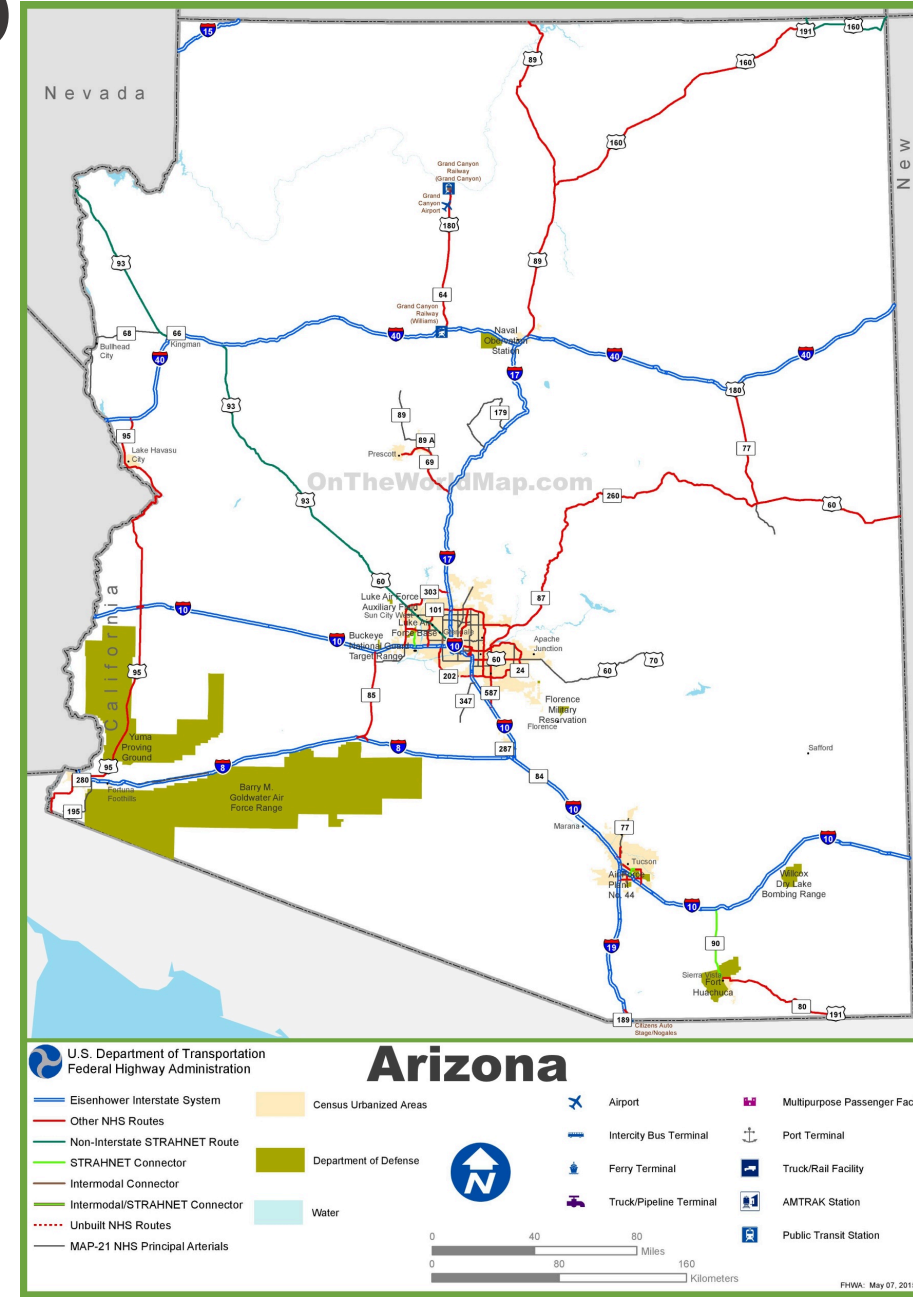 15
191
160
89
160
Nevada
New
160
Grand Canyon
Railway
(Grand Canyon)
Grand
Canyon
Airport
180
93
89
64
Grand Canyon
Railway
(Williams)
68
66
40
Naval
Station
Bullhead
City
Kingman
40
40
40
17
180
93
89
179
95
89 A
77
Lake Havasu
City
Prescott
69
OnTheWorldMap.com
93
260
60
17
60
California
303
87
Luke Air Force
Auxiliary Field
Sun City West
101
10
Luke Air
Force Base
Glendale
10
Buckeye
National Guard
Target Range
10
Apache
Junction
60
70
60
95
202
24
85
587
347
Florence
Military
Reservation
Florence
10
Yuma
Proving
Ground
8
287
Safford
95
8
84
280
Fortuna
Foothills
Barry M.
Goldwater Air
Force Range
195
10
Marana
77
10
Tucson
Air Force
Plant
No. 44
Willcox
Dry Lake
Bombing Range
10
90
19
Sierra Vista
Fort
Huachuca
80
191
189
Citizens Auto
Stage/Nogales
U.S. Department of Transportation
Federal Highway Administration
Arizona
Eisenhower Interstate System
Other NHS Routes
Non-Interstate STRAHNET Route
STRAHNET Connector
Intermodal Connector
Intermodal/STRAHNET Connector
Unbuilt NHS Routes
MAP-21 NHS Principal Arterials
Census Urbanized Areas
Department of Defense
Water
N
0 40 80
Miles
0 80 160
Kilometers
Airport
Intercity Bus Terminal
Ferry Terminal
Truck/Pipeline Terminal
Multipurpose Passenger Fac
Port Terminal
Truck/Rail Facility
AMTRAK Station
Public Transit Station
FHWA: May 07, 2015